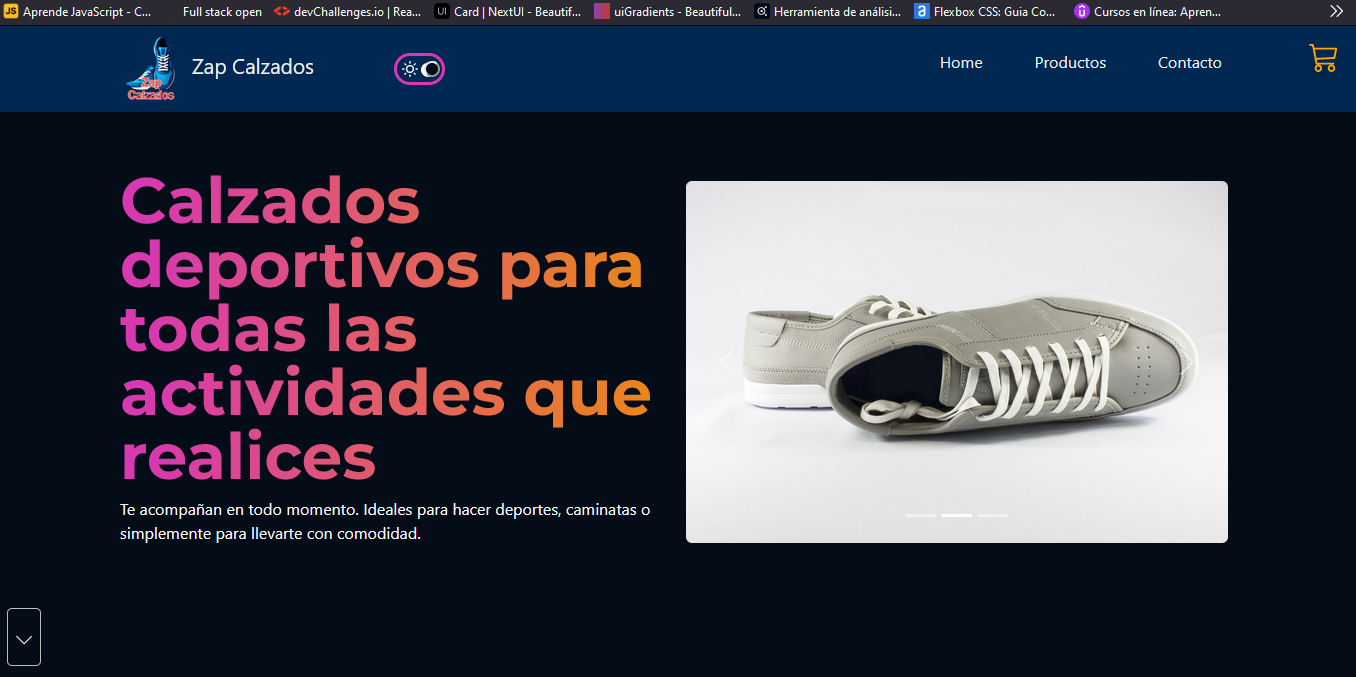 JS Aprende JavaScript - C...
Full stack open
devChallenges.io | Rea...
UI Card | NextUI - Beautif...
uiGradients - Beautiful...
Herramienta de análisi...
a Flexbox CSS: Guia Co...
û Cursos en línea: Apren...
Zap
Calzados
Zap Calzados
Home
Productos
Contacto
Calzados
deportivos para
todas las
actividades que
realices
Te acompañan en todo momento. Ideales para hacer deportes, caminatas o
simplemente para llevarte con comodidad.